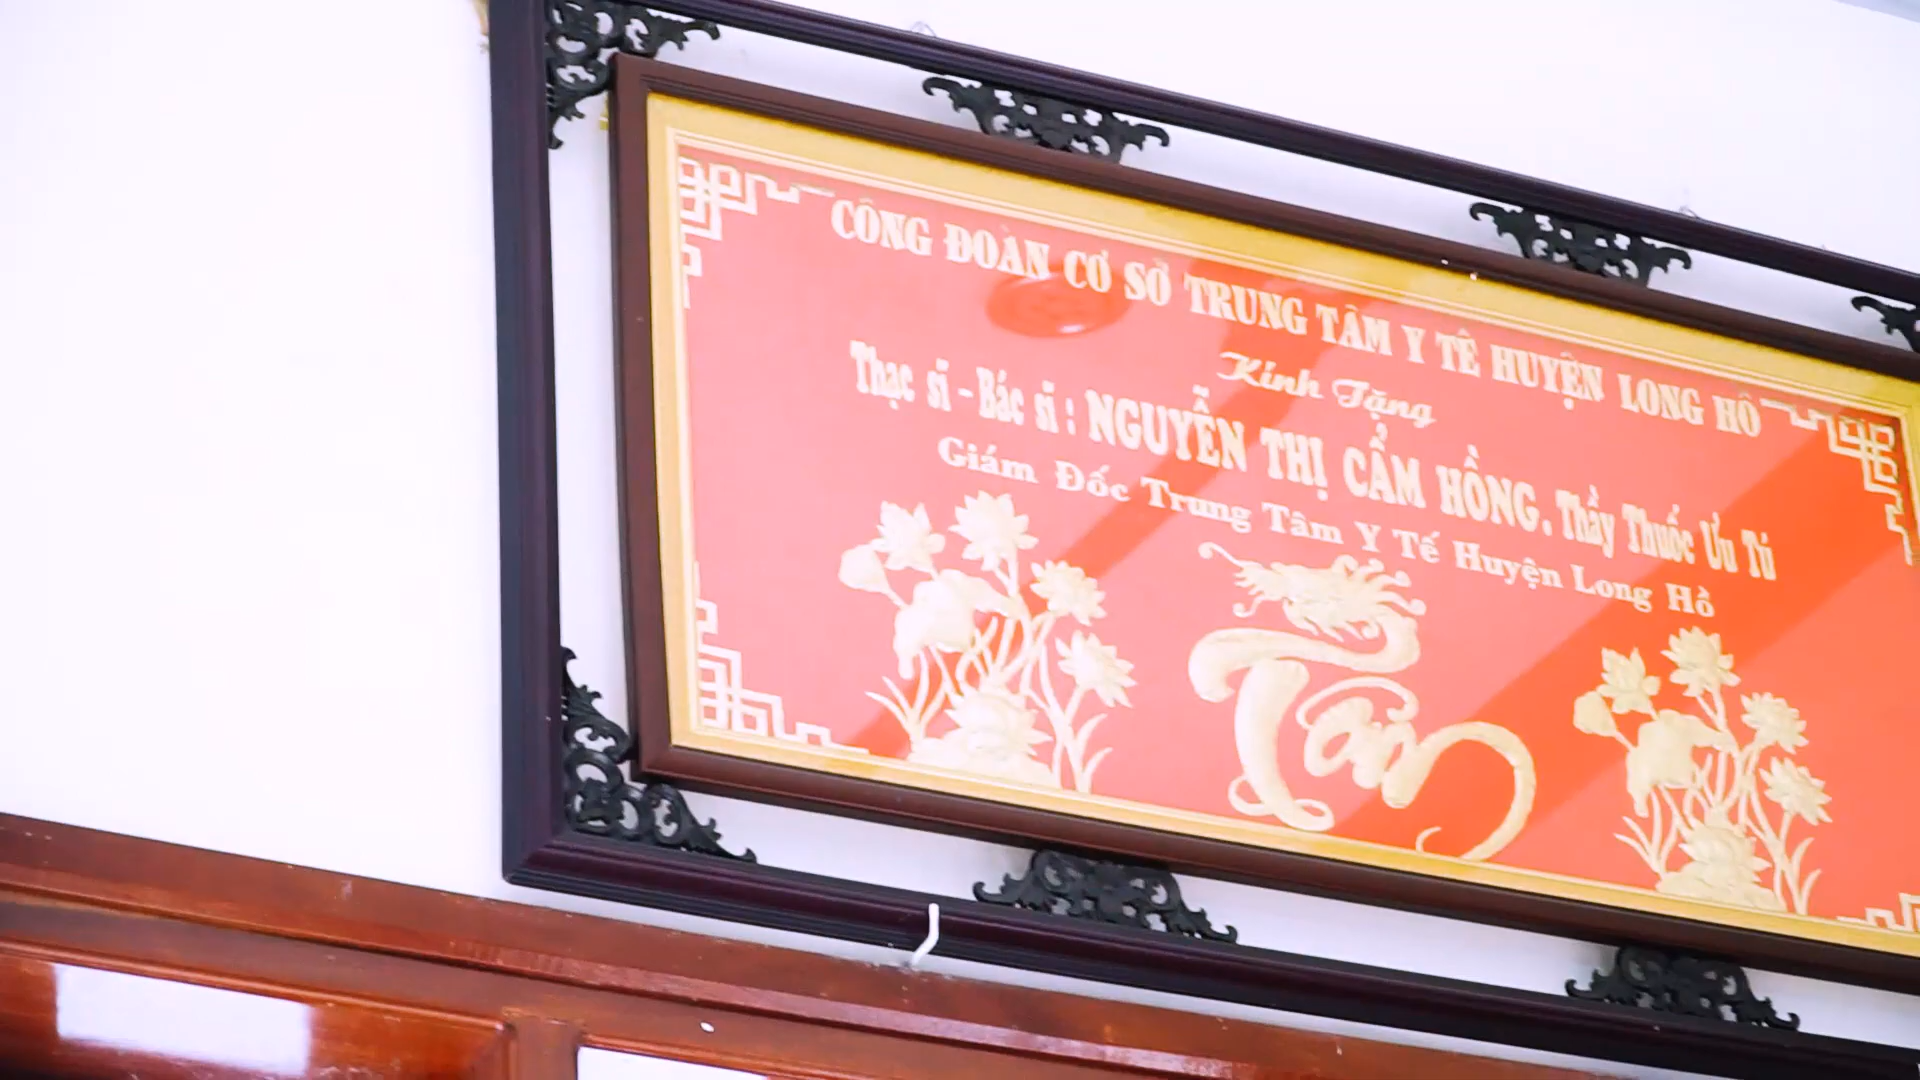 CÔNG ĐOÀN CƠ SỞ TRUNG TÂM Y TẾ HUYỆN LONG HỒ
Kính Tặng
Thạc sĩ - Bác sĩ : NGUYỄN THỊ CẨM HỒNG. Thầy Thuốc Ưu Tú
Giám Đốc Trung Tâm Y Tế Huyện Long Hồ
Tâm